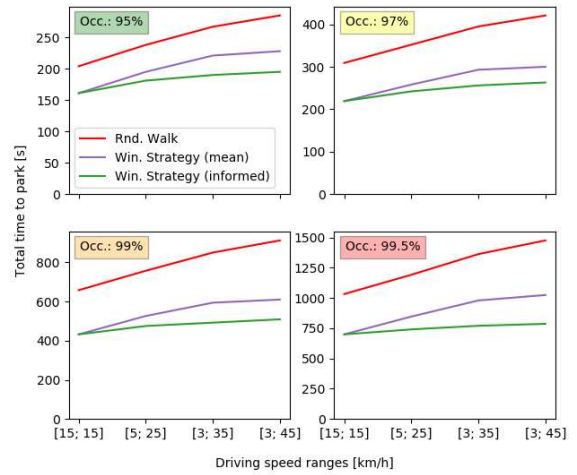 Occ.: 95%
250
200
150
100
50
0
Rnd. Walk
Win. Strategy (mean)
Win. Strategy (informed)
Occ.: 97%
400
300
200
100
0
Total time to park [s]
Occ.: 99%
800
600
400
200
0
[15; 15] [5; 25] [3; 35] [3; 45]
Occ.: 99.5%
1500
1250
1000
750
500
250
0
[15; 15] [5; 25] [3; 35] [3; 45]
Driving speed ranges [km/h]